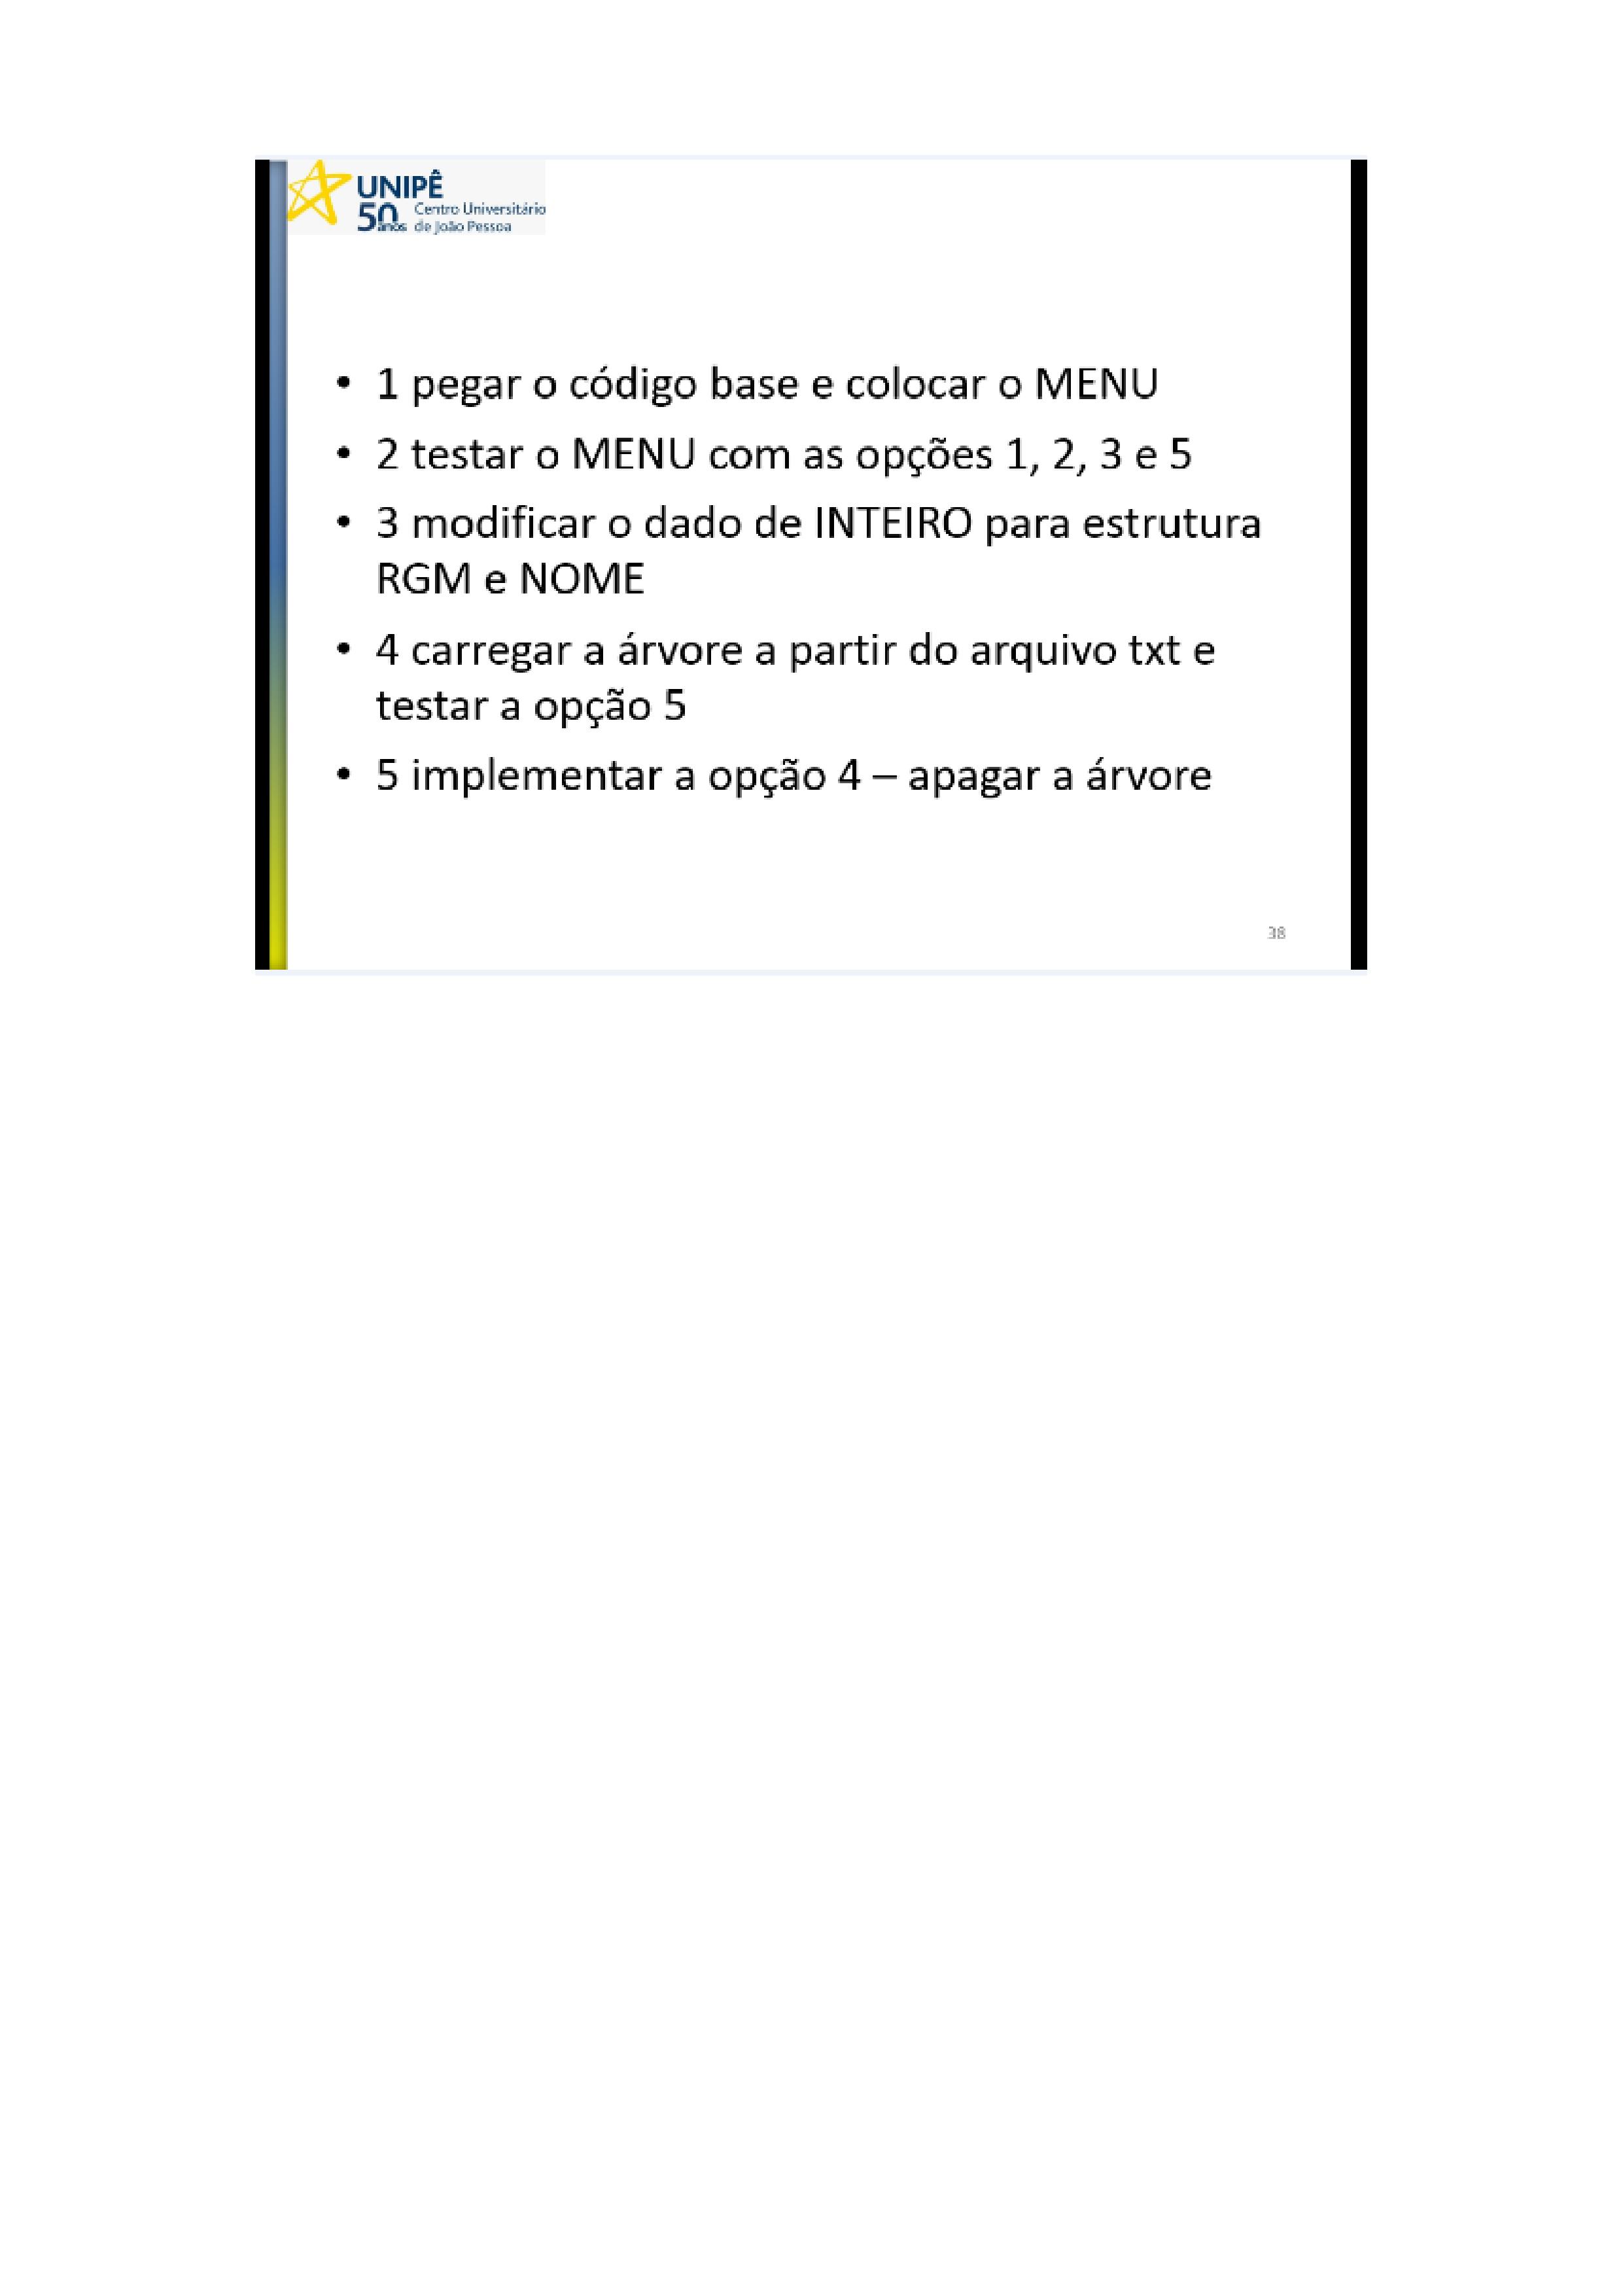 UNIPÊ
50 anos Centro Universitário
de João Pessoa
• 1 pegar o código base e colocar o MENU
• 2 testar o MENU com as opções 1, 2, 3 e 5
• 3 modificar o dado de INTEIRO para estrutura
RGM e NOME
• 4 carregar a árvore a partir do arquivo txt e
testar a opção 5
• 5 implementar a opção 4 – apagar a árvore
38